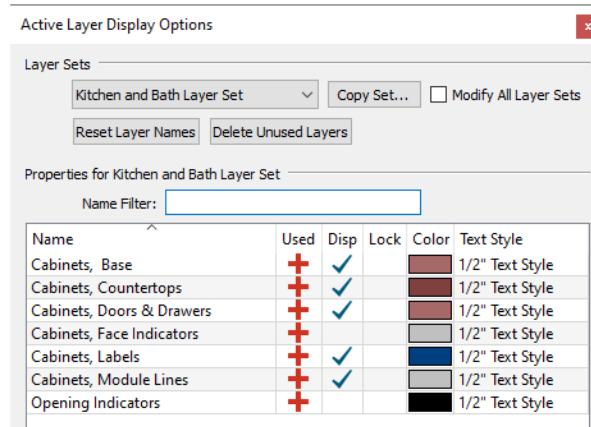 Active Layer Display Options
x
Layer Sets
Kitchen and Bath Layer Set Copy Set... Modify All Layer Sets
Reset Layer Names Delete Unused Layers
Properties for Kitchen and Bath Layer Set
Name Filter:
Name Used Disp Lock Color Text Style
Cabinets,  Base 1/2" Text Style
Cabinets, Countertops 1/2" Text Style
Cabinets, Doors & Drawers 1/2" Text Style
Cabinets, Face Indicators 1/2" Text Style
Cabinets, Labels 1/2" Text Style
Cabinets, Module Lines 1/2" Text Style
Opening Indicators 1/2" Text Style